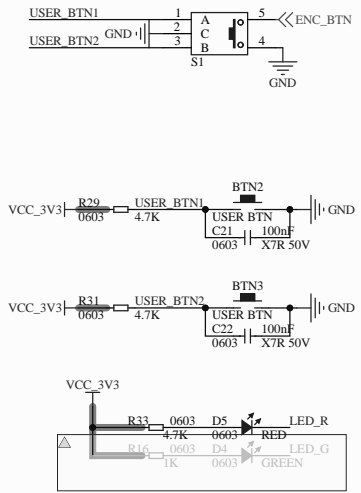 USER_BTN1 1 A 5 ENC_BTN
GND 2 C
USER_BTN2 3 B 4
S1
GND
BTN2
VCC_3V3 R29 USER_BTN1 GND
0603 4.7K USER BTN
C21 100nF
0603 X7R 50V
BTN3
VCC_3V3 R31 USER_BTN2 GND
0603 4.7K USER BTN
C22 100nF
0603 X7R 50V
VCC_3V3
R33 0603 D5 LED_R
4.7K 0603 RED
R16 0603 D4 LED_G
1K 0603 GREEN